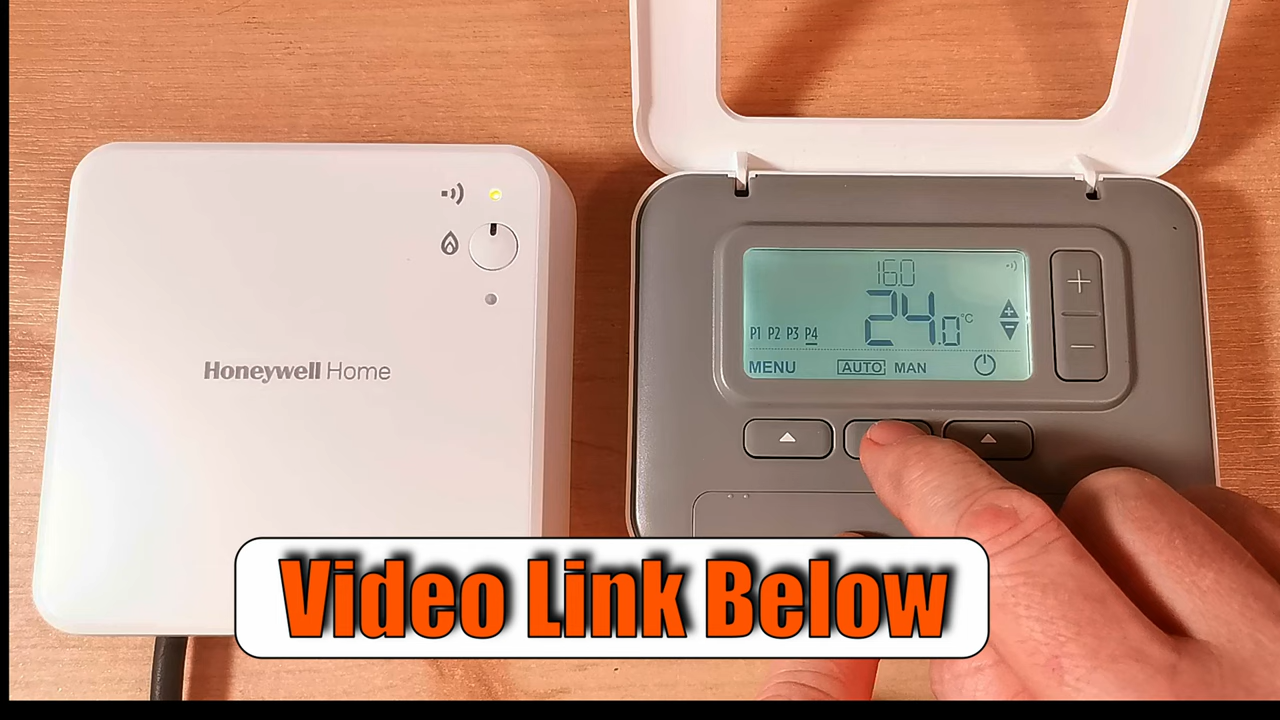 Honeywell Home
16.0
24.0 °C
P1 P2 P3 P4
MENU AUTO MAN
Video Link Below